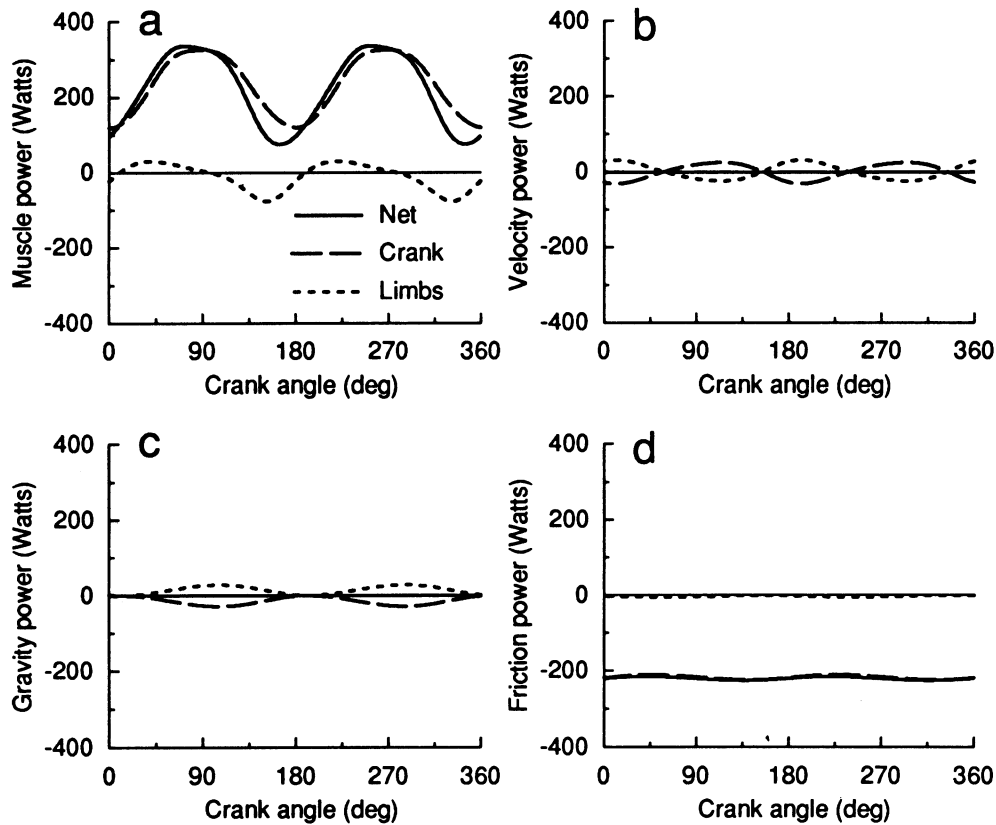 a
400
200
0
-200
-400
Muscle power (Watts)
Net
Crank
Limbs
0 90 180 270 360
Crank angle (deg)
b
400
200
0
-200
-400
Velocity power (Watts)
0 90 180 270 360
Crank angle (deg)
c
400
200
0
-200
-400
Gravity power (Watts)
0 90 180 270 360
Crank angle (deg)
d
400
200
0
-200
-400
Friction power (Watts)
0 90 180 270 360
Crank angle (deg)